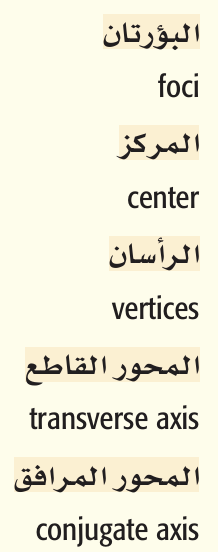 البؤرتان
foci
المركز
center
الرأسان
vertices
المحور القاطع
transverse axis
المحور المرافق
conjugate axis